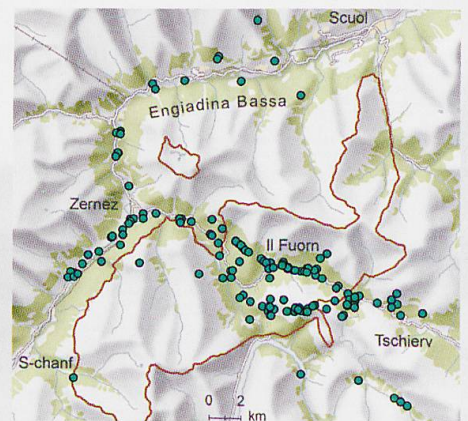 Scuol
Engiadina Bassa
Zernez
Il Fuorn
Tschierv
S-chanf
0 2
km